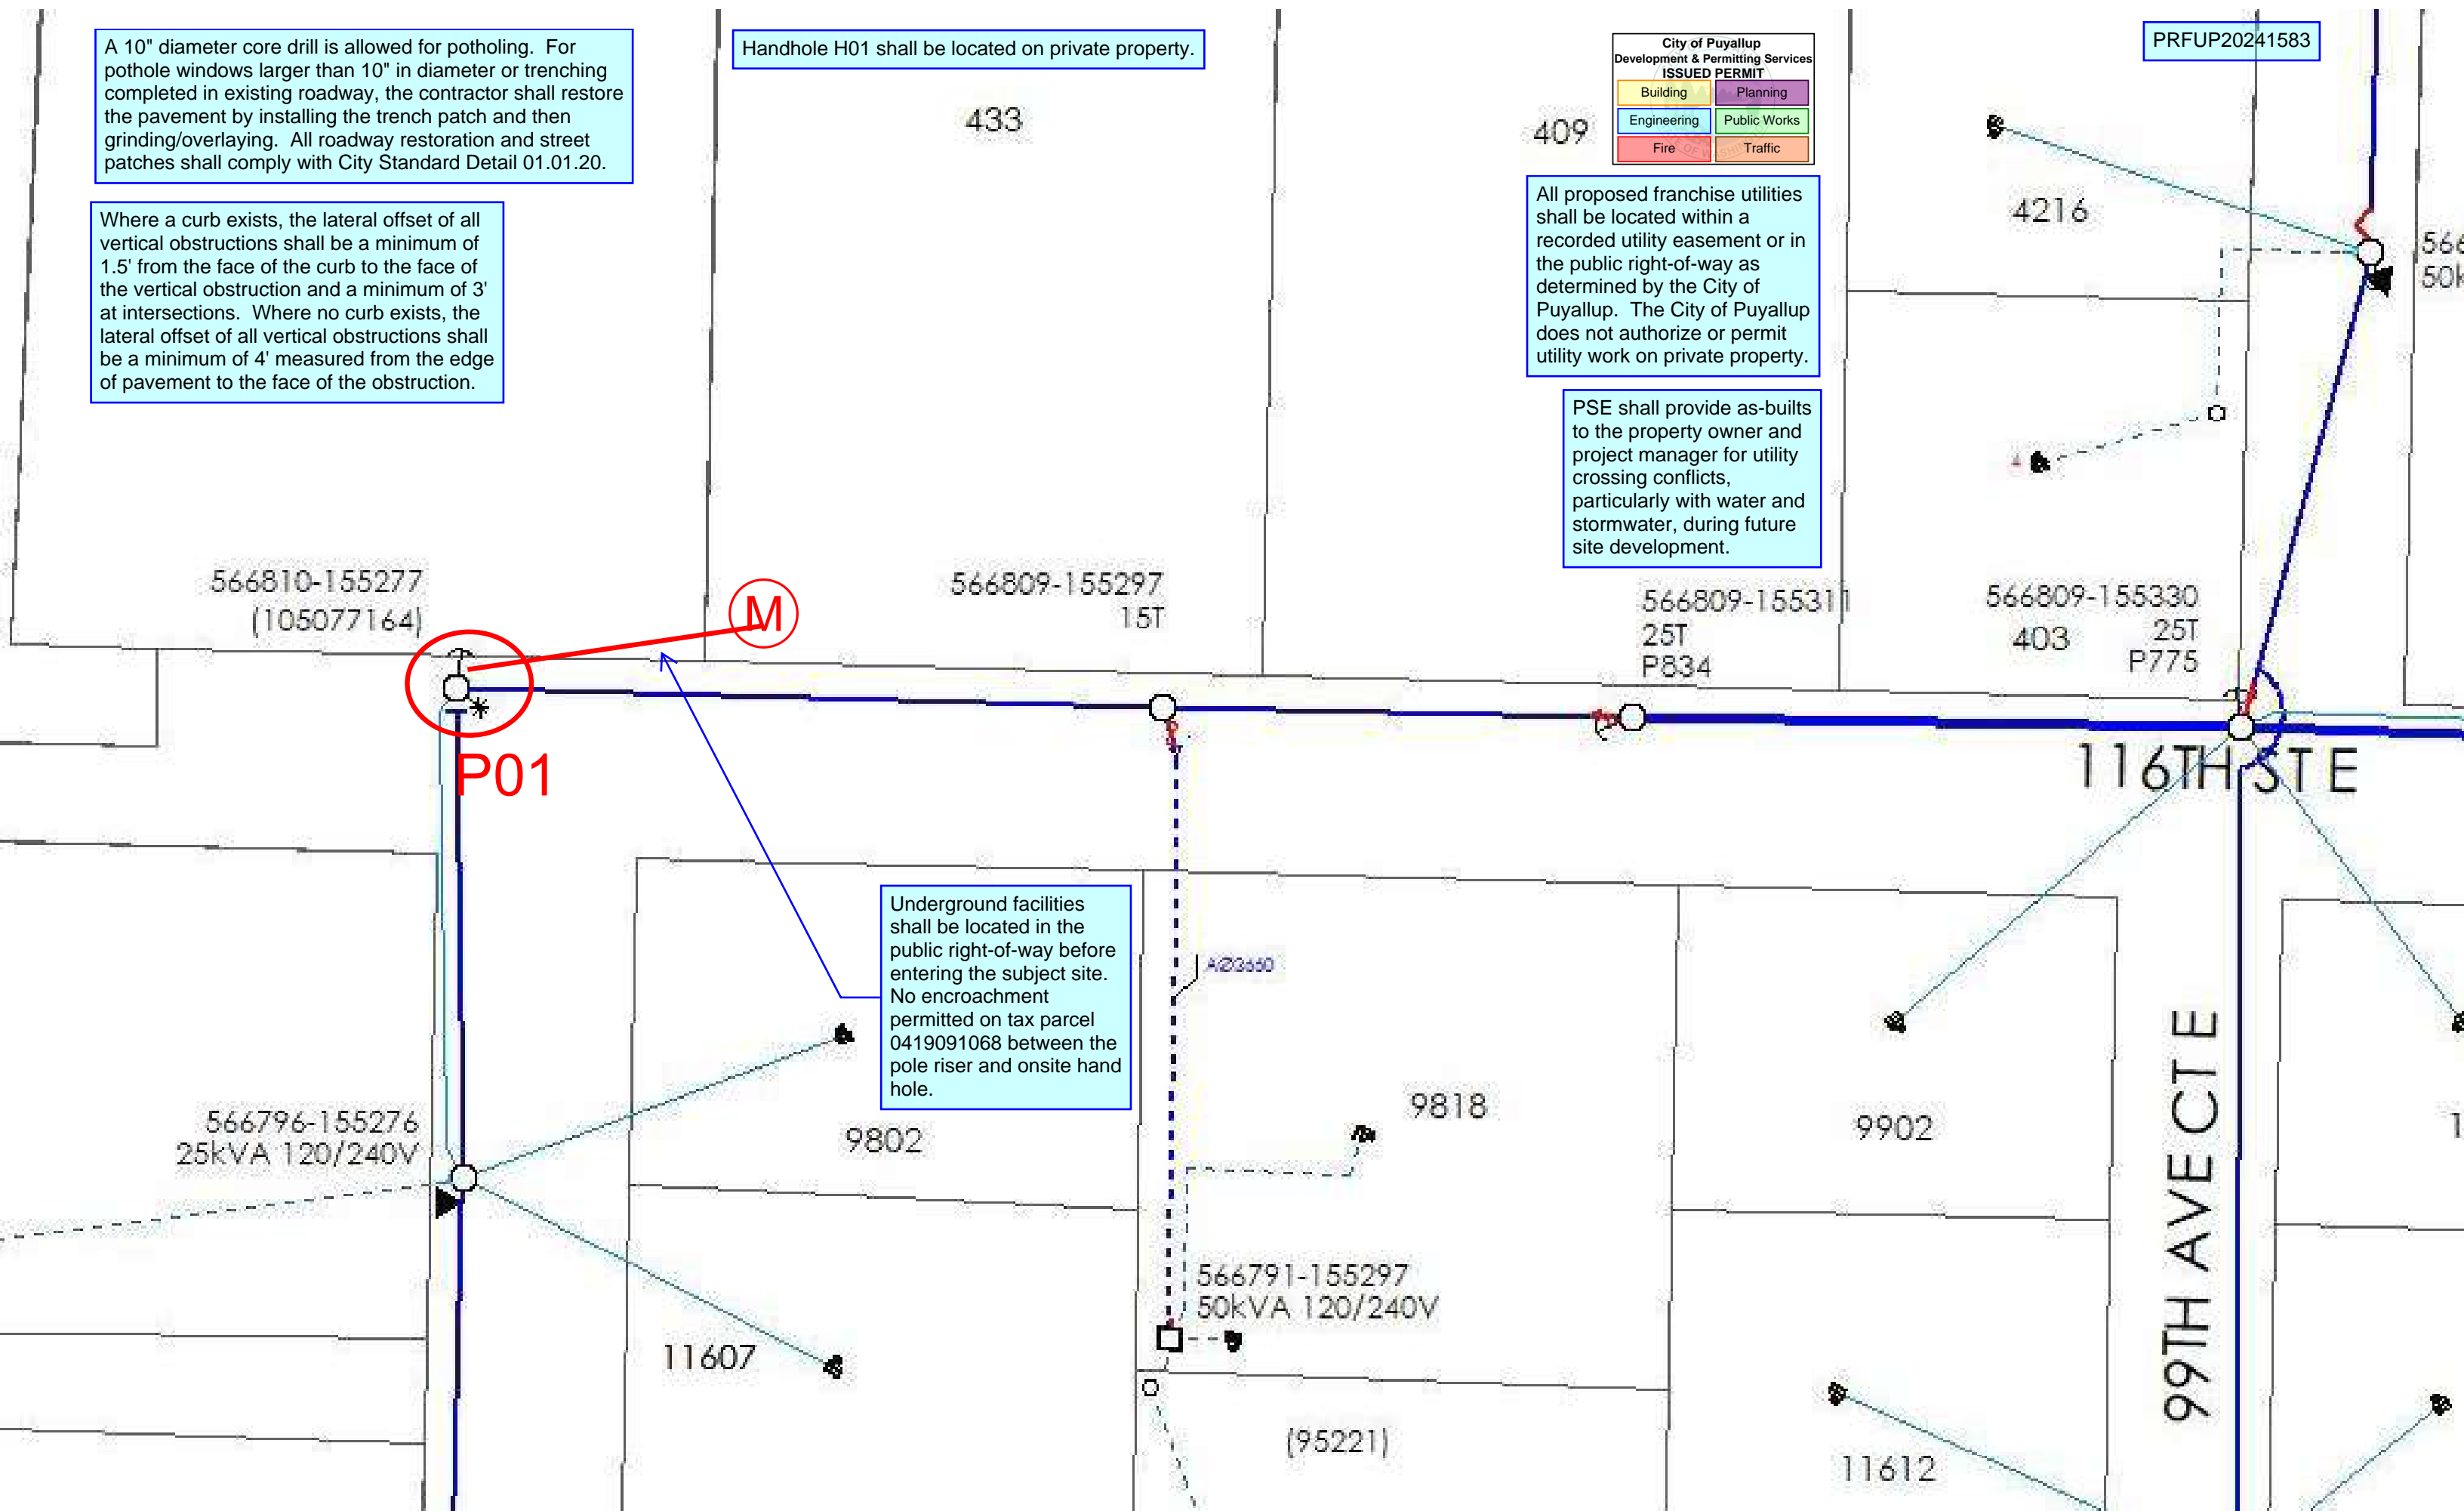 A 10" diameter core drill is allowed for potholing. For
pothole windows larger than 10" in diameter or trenching
completed in existing roadway, the contractor shall restore
the pavement by installing the trench patch and then
grinding/overlaying. All roadway restoration and street
patches shall comply with City Standard Detail 01.01.20.
Handhole H01 shall be located on private property.
City of Puyallup
Development & Permitting Services
ISSUED PERMIT
Building
Planning
Engineering
Public Works
Fire
Traffic
PRFUP20241583
433
409
Where a curb exists, the lateral offset of all
vertical obstructions shall be a minimum of
1.5' from the face of the curb to the face of
the vertical obstruction and a minimum of 3'
at intersections. Where no curb exists, the
lateral offset of all vertical obstructions shall
be a minimum of 4' measured from the edge
of pavement to the face of the obstruction.
All proposed franchise utilities
shall be located within a
recorded utility easement or in
the public right-of-way as
determined by the City of
Puyallup. The City of Puyallup
does not authorize or permit
utility work on private property.
4216
566
50k
PSE shall provide as-builts
to the property owner and
project manager for utility
crossing conflicts,
particularly with water and
stormwater, during future
site development.
4
566810-155277
(105077164)
M
566809-155297
15T
566809-155311
25T
P834
566809-155330
403
25T
P775
P01
116TH ST E
Underground facilities
shall be located in the
public right-of-way before
entering the subject site.
No encroachment
permitted on tax parcel
0419091068 between the
pole riser and onsite hand
hole.
566796-155276
25kVA 120/240V
9802
9818
9902
1
99TH AVE CT E
566791-155297
50kVA 120/240V
11607
(95221)
11612